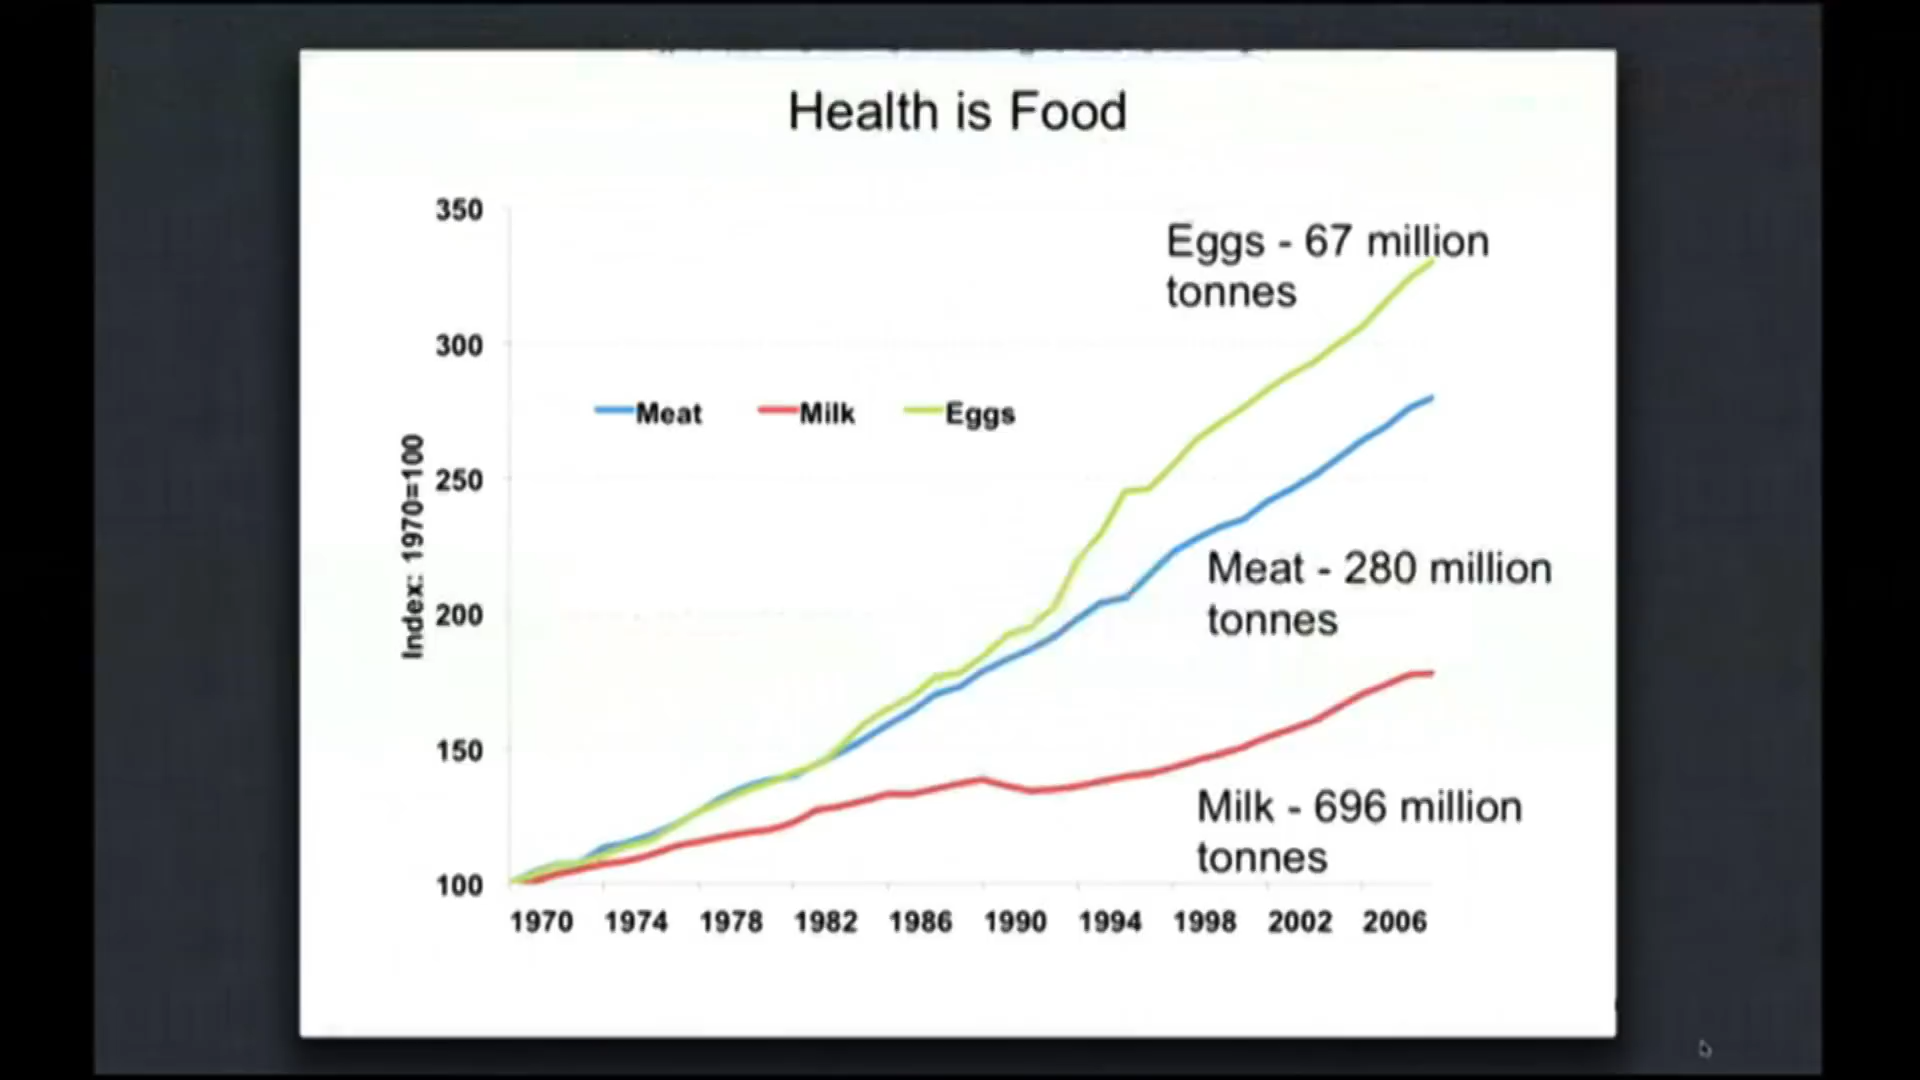 Health is Food
350
Eggs - 67 million
tonnes
300
Meat
Milk
Eggs
Index: 1970=100
250
Meat - 280 million
tonnes
200
150
Milk - 696 million
tonnes
100
1970 1974 1978 1982 1986 1990 1994 1998 2002 2006